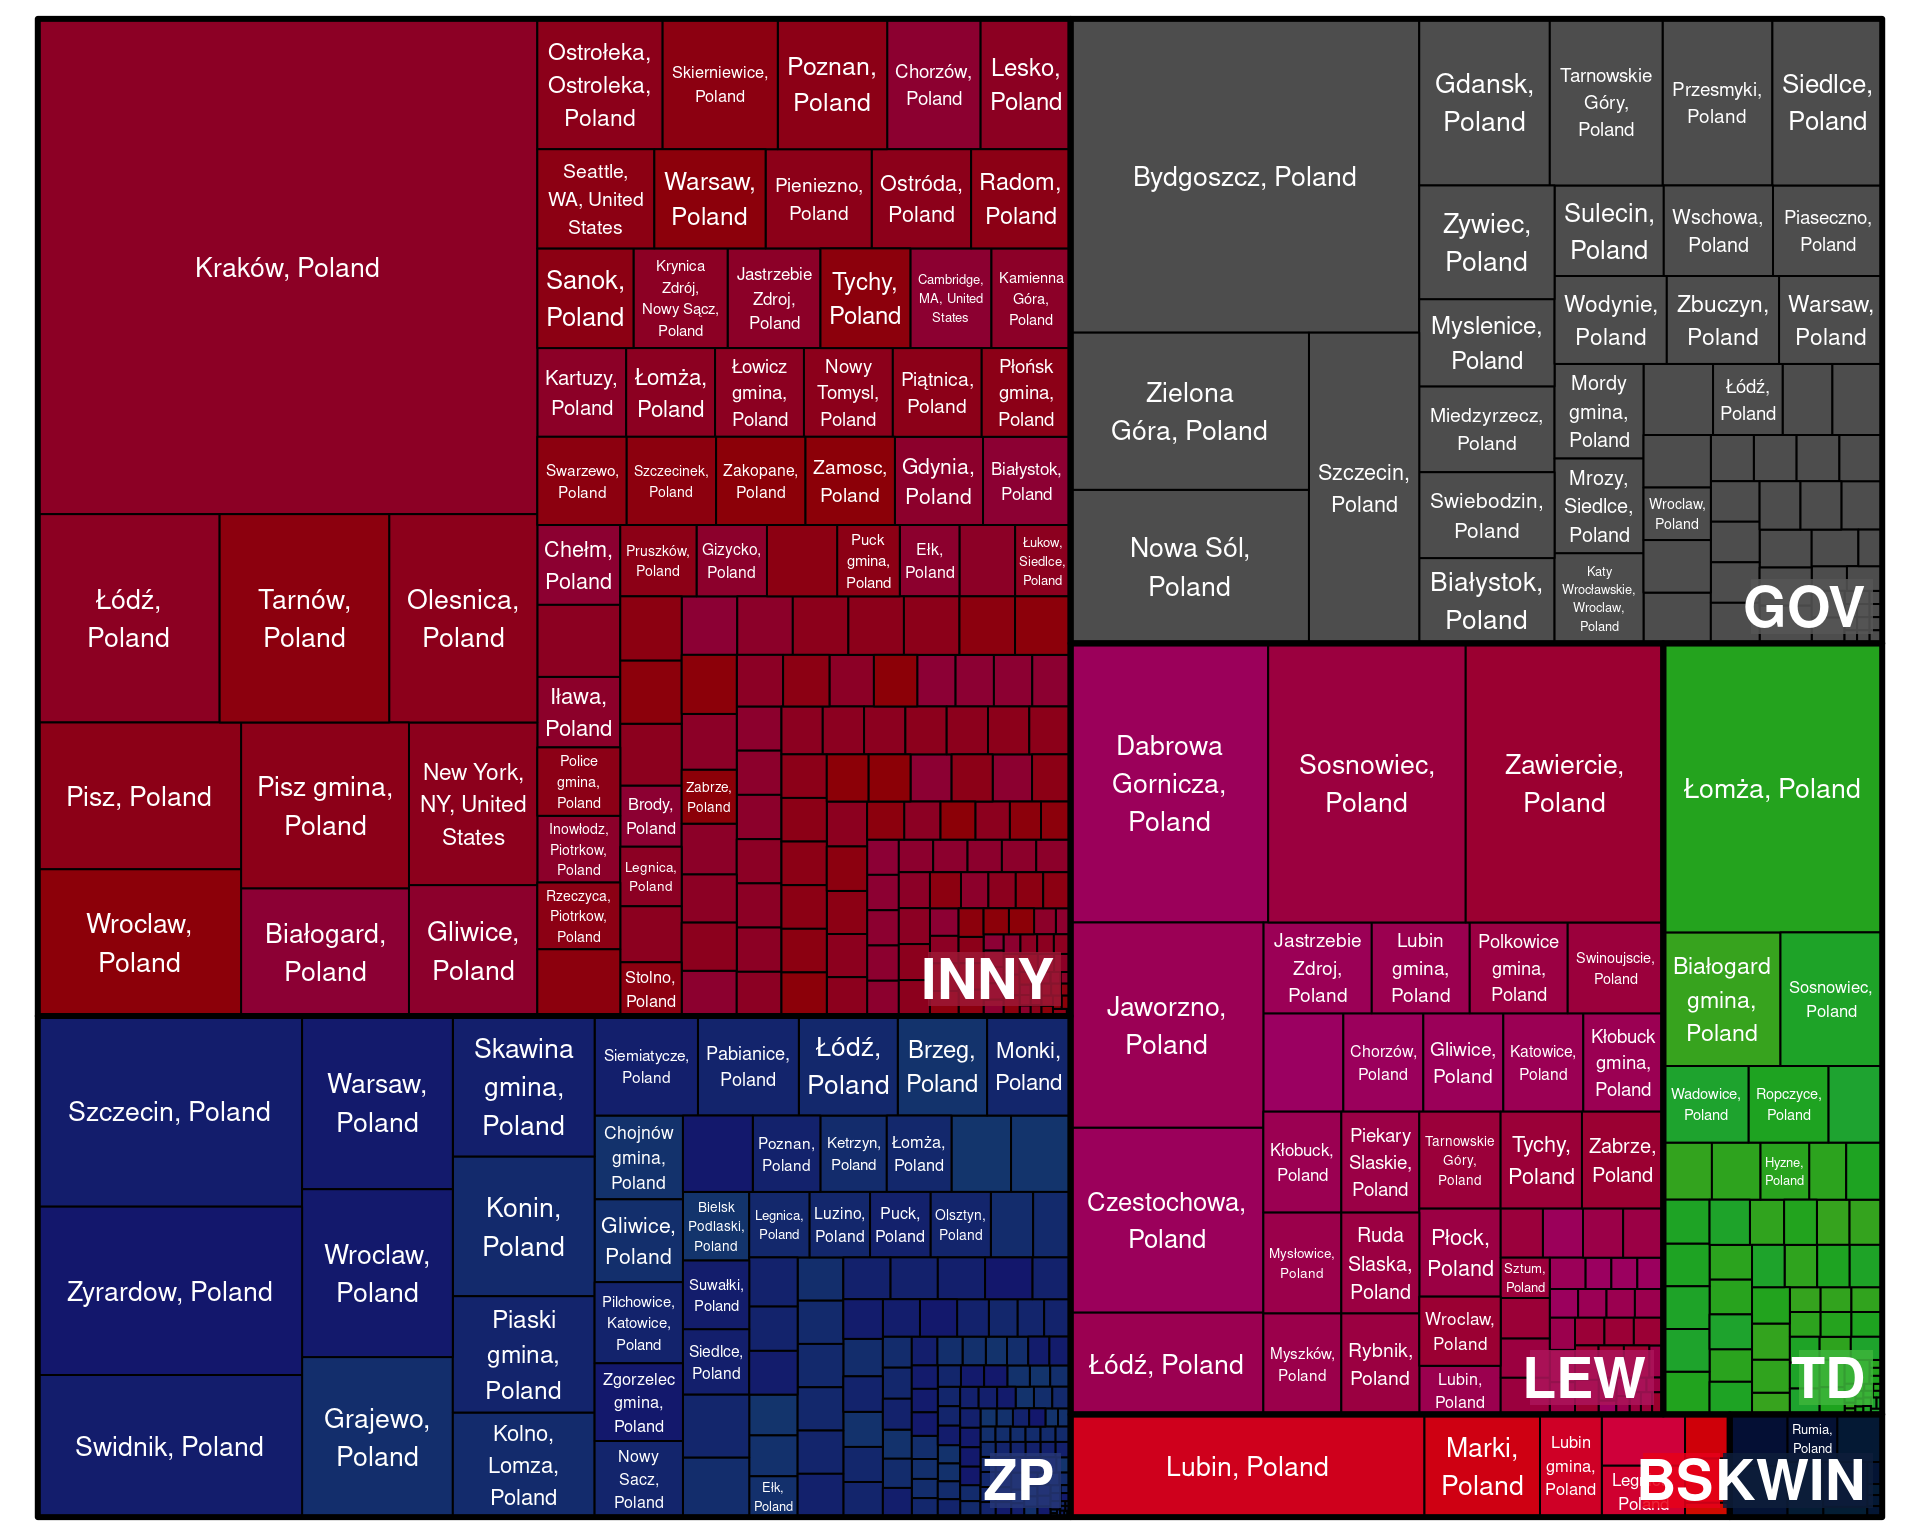 Kraków, Poland
Łódź,
Poland
Tarnów,
Poland
Olesnica,
Poland
Pisz, Poland
Pisz gmina,
Poland
New York,
NY, United
States
Wroclaw,
Poland
Białogard,
Poland
Gliwice,
Poland
Ostrołeka,
Ostroleka,
Poland
Skierniewice,
Poland
Poznan,
Poland
Chorzów,
Poland
Lesko,
Poland
Seattle,
WA, United
States
Warsaw,
Poland
Pieniezno,
Poland
Ostróda,
Poland
Radom,
Poland
Sanok,
Poland
Krynica
Zdrój,
Nowy Sącz,
Poland
Jastrzebie
Zdroj,
Poland
Tychy,
Poland
Cambridge,
MA, United
States
Kamienna
Góra,
Poland
Kartuzy,
Poland
Łomża,
Poland
Łowicz
gmina,
Poland
Nowy
Tomysl,
Poland
Piątnica,
Poland
Płońsk
gmina,
Poland
Swarzewo,
Poland
Szczecinek,
Poland
Zakopane,
Poland
Zamosc,
Poland
Gdynia,
Poland
Białystok,
Poland
Chełm,
Poland
Pruszków,
Poland
Gizycko,
Poland
Puck
gmina,
Poland
Ełk,
Poland
Łukow,
Siedlce,
Poland
Iława,
Poland
Police
gmina,
Poland
Inowłodz,
Piotrkow,
Poland
Rzeczyca,
Piotrkow,
Poland
Brody,
Poland
Legnica,
Poland
Stolno,
Poland
Zabrze,
Poland
INNY
Bydgoszcz, Poland
Zielona
Góra, Poland
Nowa Sól,
Poland
Szczecin,
Poland
Gdansk,
Poland
Tarnowskie
Góry,
Poland
Przesmyki,
Poland
Siedlce,
Poland
Zywiec,
Poland
Sulecin,
Poland
Wschowa,
Poland
Piaseczno,
Poland
Myslenice,
Poland
Wodynie,
Poland
Zbuczyn,
Poland
Warsaw,
Poland
Miedzyrzecz,
Poland
Mordy
gmina,
Poland
Łódź,
Poland
Swiebodzin,
Poland
Mrozy,
Siedlce,
Poland
Wroclaw,
Poland
Białystok,
Poland
Katy
Wrocławskie,
Wroclaw,
Poland
GOV
Szczecin, Poland
Zyrardow, Poland
Swidnik, Poland
Warsaw,
Poland
Wroclaw,
Poland
Grajewo,
Poland
Skawina
gmina,
Poland
Konin,
Poland
Piaski
gmina,
Poland
Kolno,
Lomza,
Poland
Siemiatycze,
Poland
Pabianice,
Poland
Łódź,
Poland
Brzeg,
Poland
Monki,
Poland
Chojnów
gmina,
Poland
Poznan,
Poland
Ketrzyn,
Poland
Łomża,
Poland
Gliwice,
Poland
Bielsk
Podlaski,
Poland
Legnica,
Poland
Luzino,
Poland
Puck,
Poland
Olsztyn,
Poland
Pilchowice,
Katowice,
Poland
Suwałki,
Poland
Siedlce,
Poland
Zgorzelec
gmina,
Poland
Nowy
Sacz,
Poland
Ełk,
Poland
ZP
Dabrowa
Gornicza,
Poland
Sosnowiec,
Poland
Zawiercie,
Poland
Jaworzno,
Poland
Czestochowa,
Poland
Łódź, Poland
Jastrzebie
Zdroj,
Poland
Lubin
gmina,
Poland
Polkowice
gmina,
Poland
Swinoujscie,
Poland
Chorzów,
Poland
Gliwice,
Poland
Katowice,
Poland
Kłobuck
gmina,
Poland
Kłobuck,
Poland
Piekary
Slaskie,
Poland
Tarnowskie
Góry,
Poland
Tychy,
Poland
Zabrze,
Poland
Mysłowice,
Poland
Ruda
Slaska,
Poland
Płock,
Poland
Sztum,
Poland
Wroclaw,
Poland
Myszków,
Poland
Rybnik,
Poland
Lubin,
Poland
LEW
Łomża, Poland
Białogard
gmina,
Poland
Sosnowiec,
Poland
Wadowice,
Poland
Ropczyce,
Poland
Hyzne,
Poland
TD
Lubin, Poland
Marki,
Poland
Lubin
gmina,
Poland
Poland
Rumia,
Poland
BSKWIN